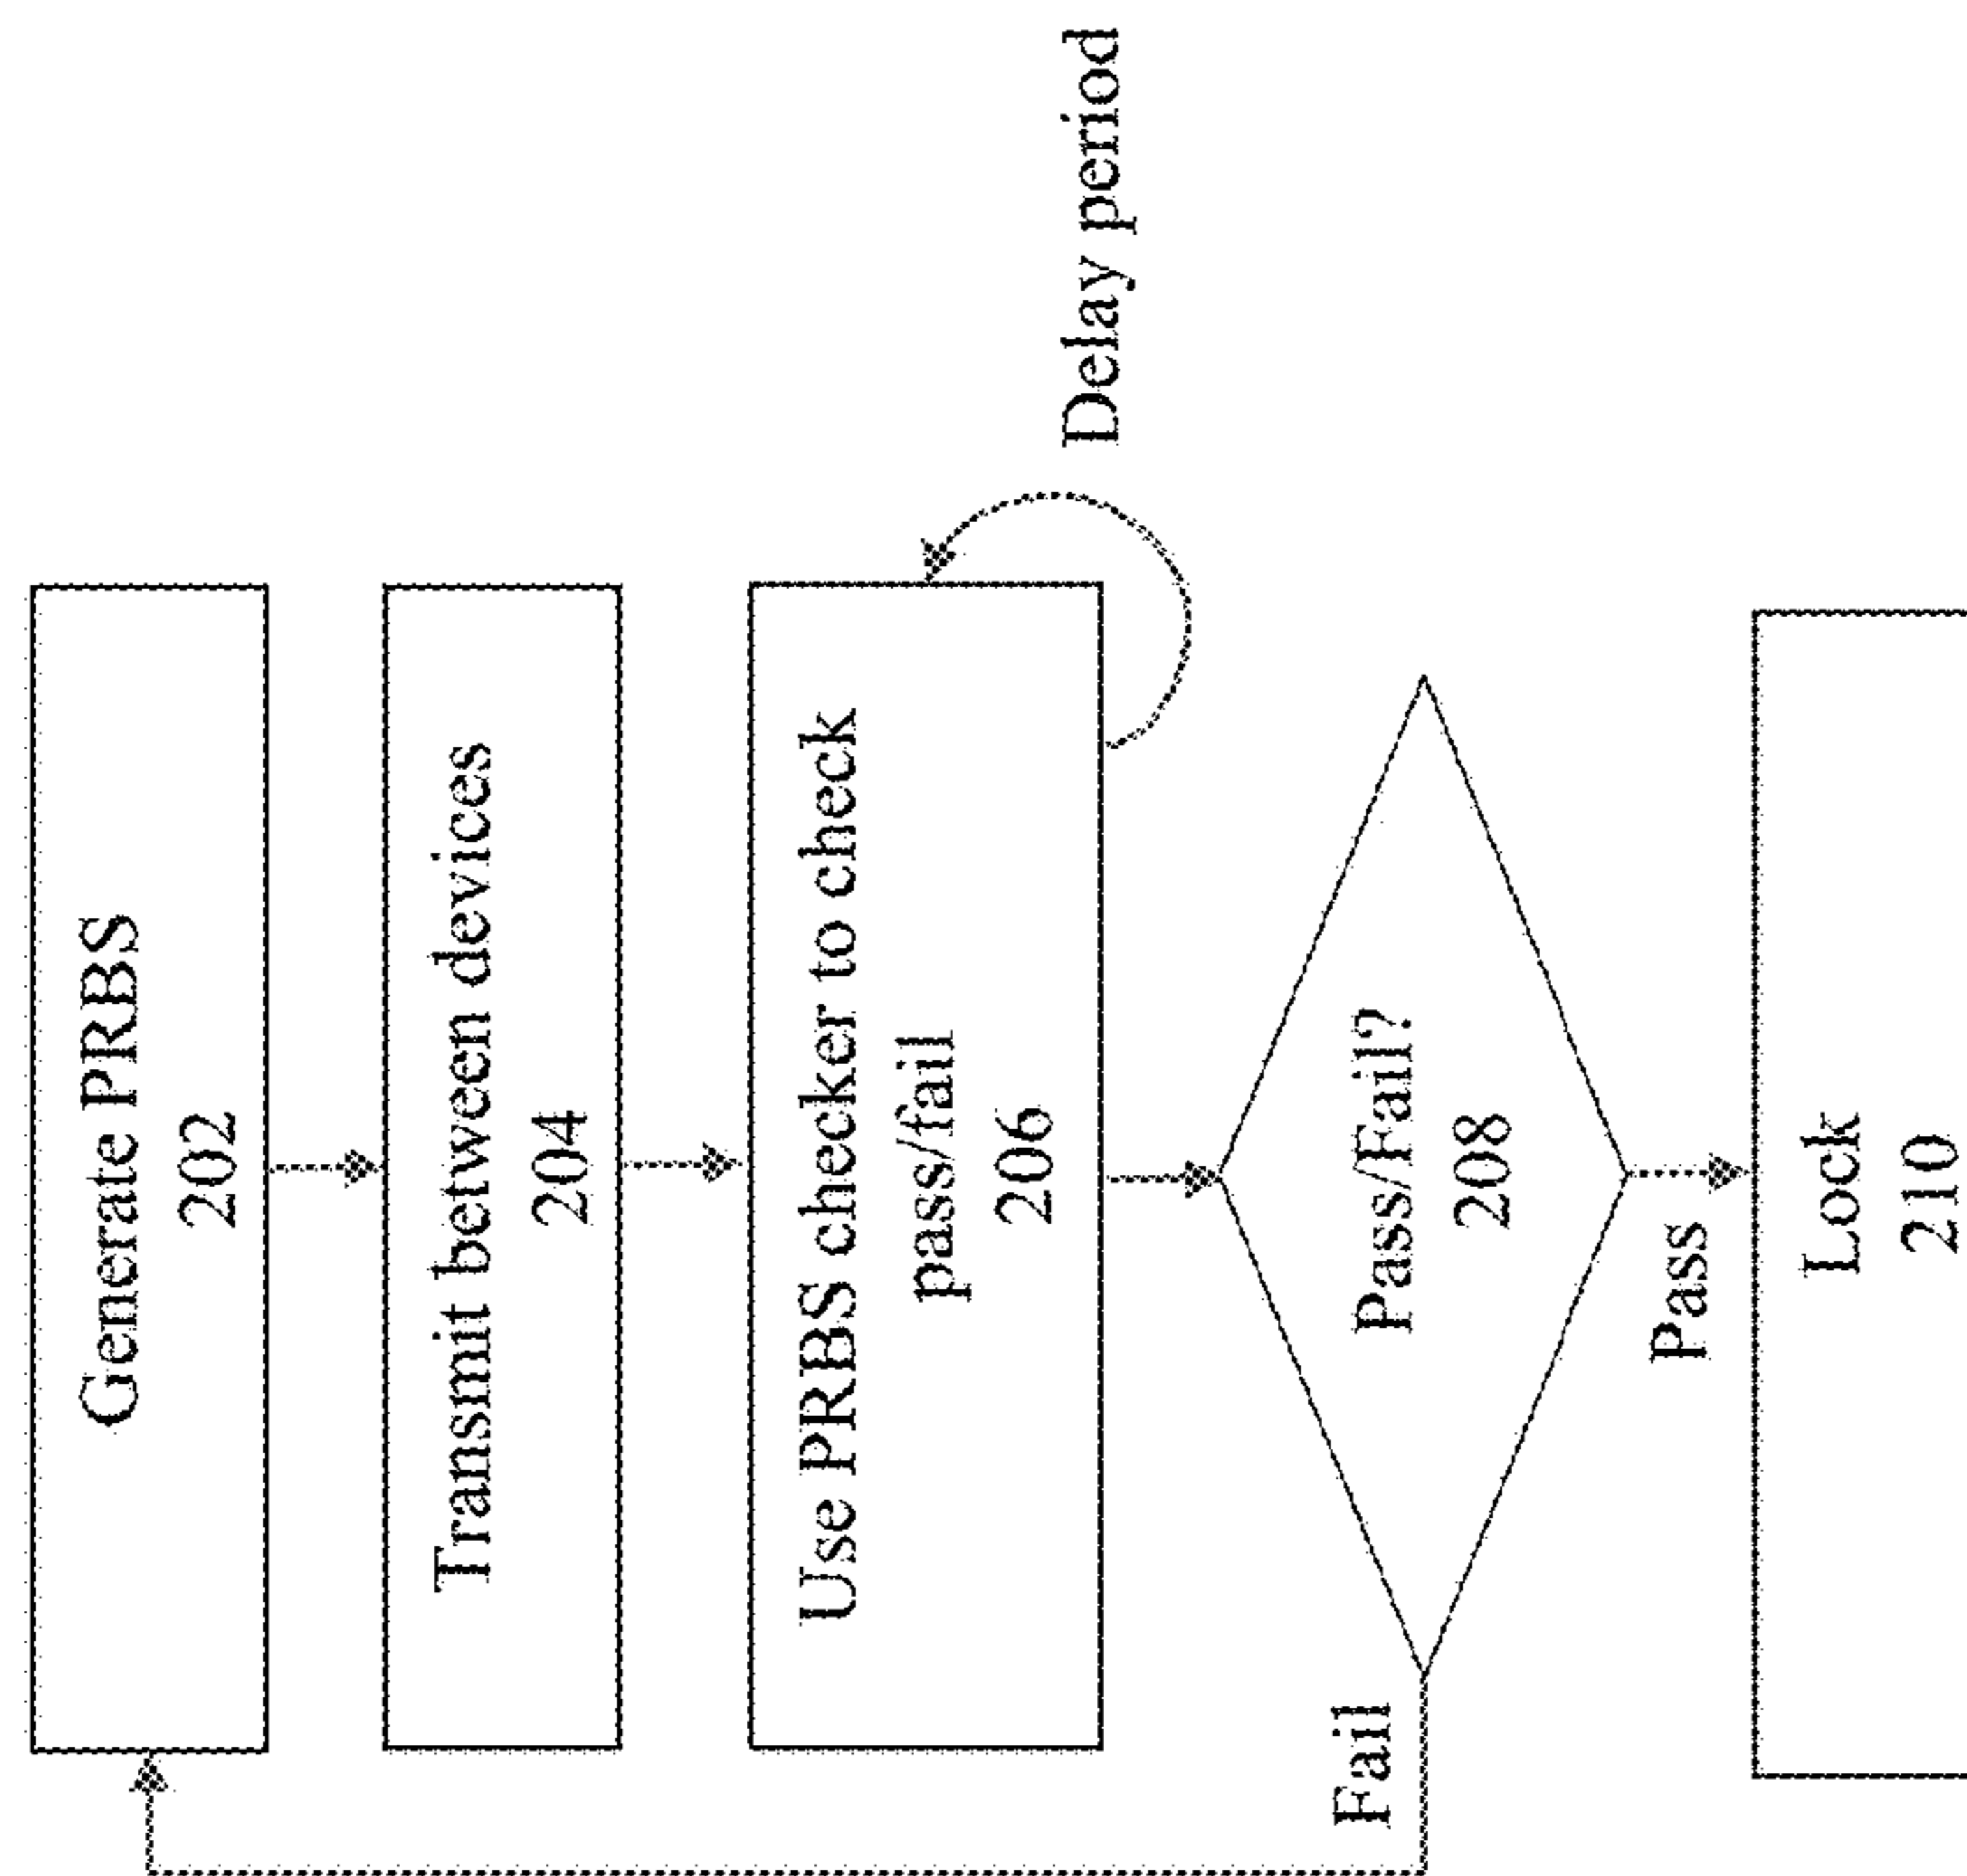 Generate PRBS
202
Transmit between devices
204
Use PRBS checker to check
pass/fail
206
Delay period
Pass/Fail?
208
Fail
Pass
Lock
210